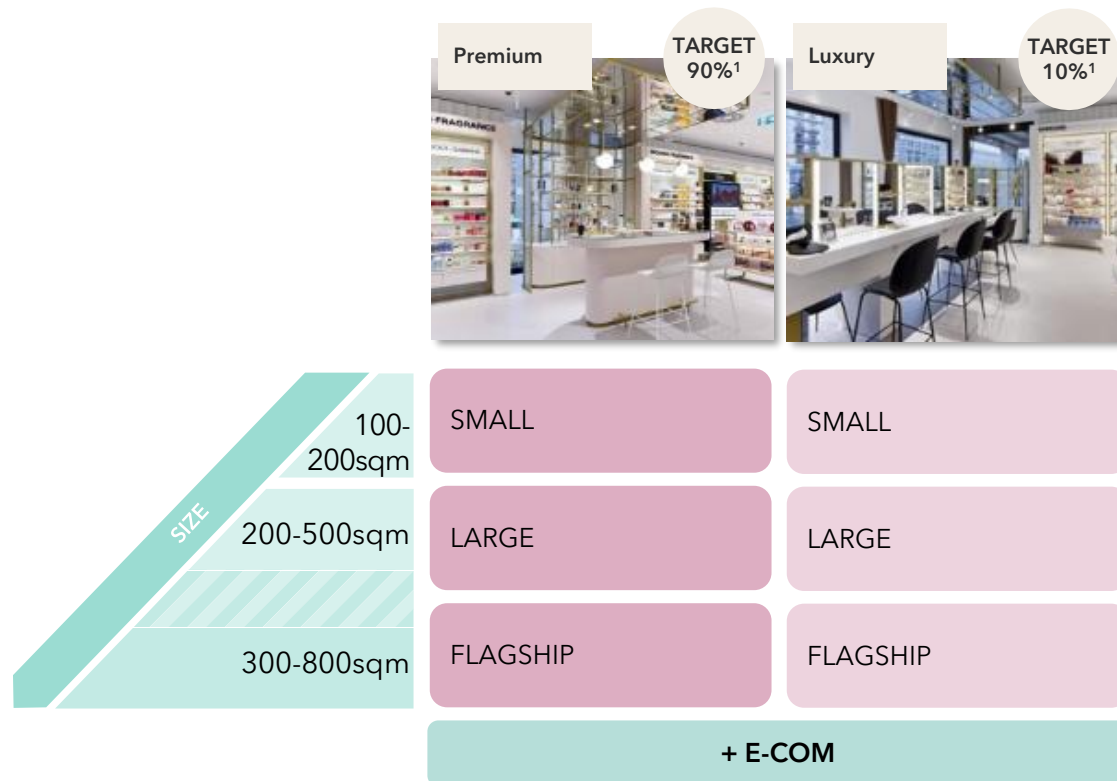 Premium
TARGET
90%¹
Luxury
TARGET
10%¹
FRAGRANCE
SIZE
100-
200sqm
SMALL
SMALL
200-500sqm
LARGE
LARGE
300-800sqm
FLAGSHIP
FLAGSHIP
+ E-COM